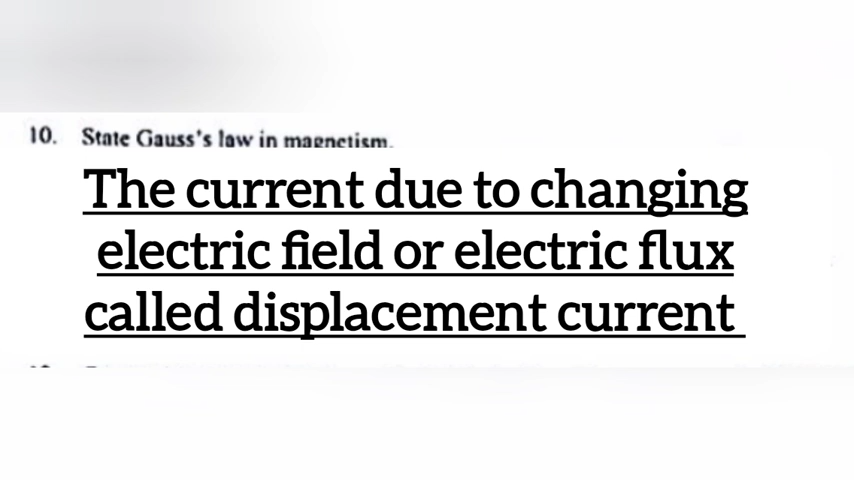 10. State Gauss's law in magnetism.
The current due to changing
electric field or electric flux
called displacement current